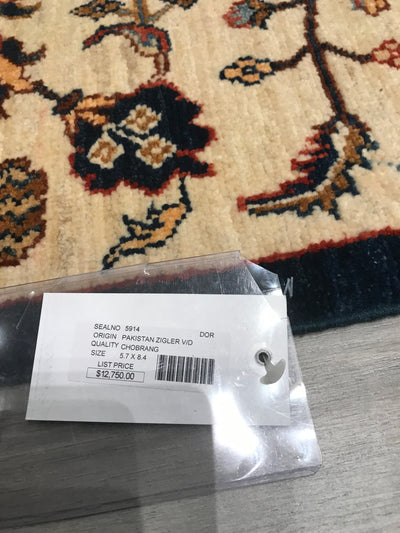 SEALNO 5914 DOR
ORIGIN PAKISTAN ZIGLER V/D
QUALITY CHOBRANG
SIZE 5.7 X 8.4
LIST PRICE
$12,750.00